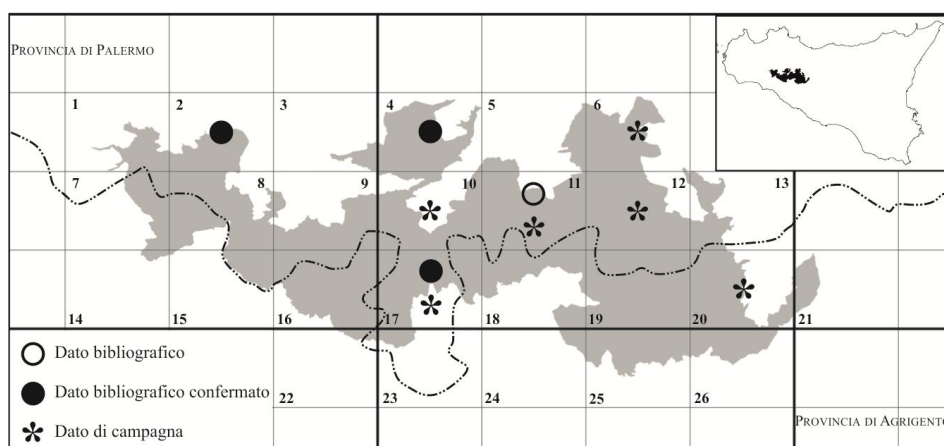 PROVINCIA DI PALERMO
1 2 3 4 5 6
7 8 9 10 11 12 13
14 15 16 17 18 19 20 21
Dato bibliografico
Dato bibliografico confermato
22 23 24 25 26
Dato di campagna
PROVINCIA DI AGRIGENTO